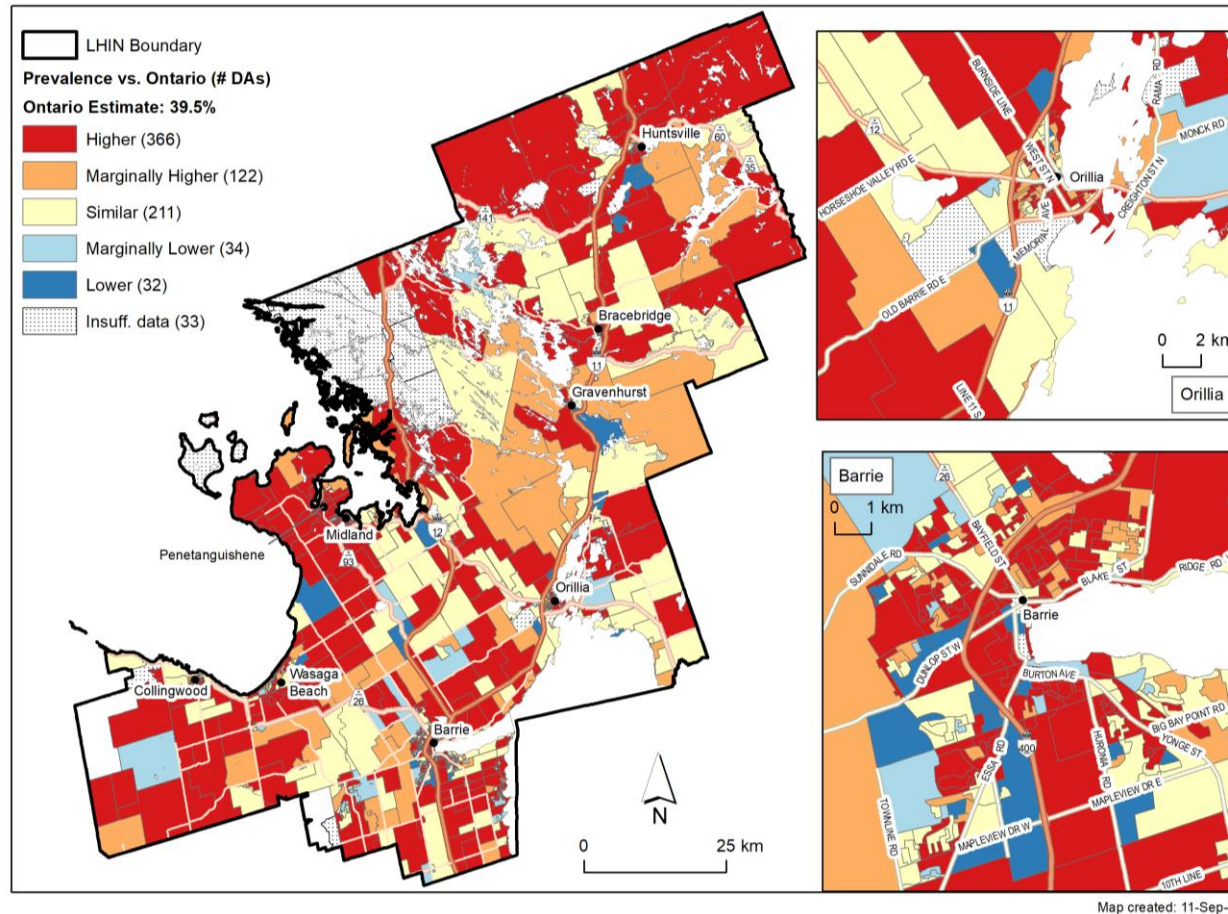 LHIN Boundary
Prevalence vs. Ontario (# DAs)
Ontario Estimate: 39.5%
Higher (366)
Marginally Higher (122)
Similar (211)
Marginally Lower (34)
Lower (32)
Insuff. data (33)
Huntsville
60
35
141
Bracebridge
11
Gravenhurst
Midland
12
Penetanguishene
93
Orillia
Collingwood
Wasaga
Beach
26
Barrie
N
0
25 km
BURNSIDE LINE
RAMA RD
12
MONCK RD
WEST ST N
Orillia
HORSESHOE VALLEY RD E
CREIGHTON ST N
MEMORIAL AVE
OLD BARRIE RD E
11
LINE 11 S
0 2 km
Orillia
Barrie
26
0 1 km
BAYFIELD ST
SUNNIDALE RD
BLAKE ST
RIDGE RD
Barrie
DUNLOP ST W
BURTON AVE
BIG BAY POINT RD
ESSA RD
400
HURONIA RD
YONGE ST
MAPLEVIEW DR E
TOWNLINE RD
MAPLEVIEW DR W
10TH LINE
Map created: 11-Sep-